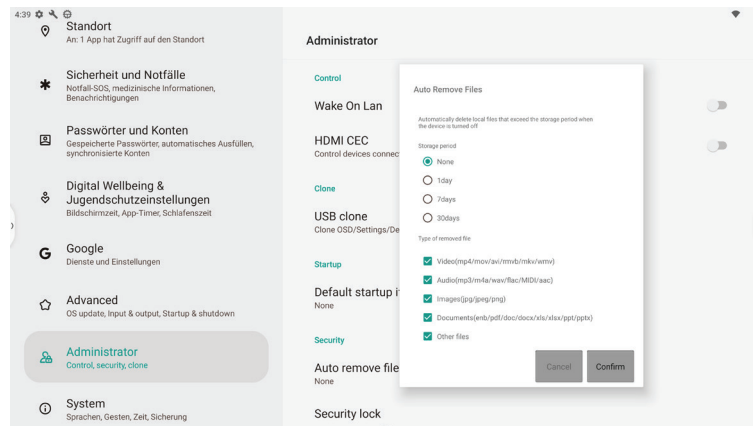 4:39
Standort
An: 1 App hat Zugriff auf den Standort
Sicherheit und Notfälle
Notfall-SOS, medizinische Informationen,
Benachrichtigungen
Passwörter und Konten
Gespeicherte Passwörter, automatisches Ausfüllen,
synchronisierte Konten
Digital Wellbeing &
Jugendschutzeinstellungen
Bildschirmzeit, App-Timer, Schlafenszeit
Google
Dienste und Einstellungen
Advanced
OS update, Input & output, Startup & shutdown
Administrator
Control, security, clone
System
Sprachen, Gesten, Zeit, Sicherung
Administrator
Control
Wake On Lan
HDMI CEC
Control devices connec
Clone
USB clone
Clone OSD/Settings/De
Startup
Default startup i
None
Security
Auto remove file
None
Security lock
Auto Remove Files
Automatically delete local files that exceed the storage period when
the device is turned off
Storage period
None
1day
7days
30days
Type of removed file
Video(mp4/mov/avi/rmvb/mkv/wmv)
Audio(mp3/m4a/wav/flac/MIDI/aac)
Images(jpg/jpeg/png)
Documents(enb/pdf/doc/docx/xls/xlsx/ppt/pptx)
Other files
Cancel
Confirm